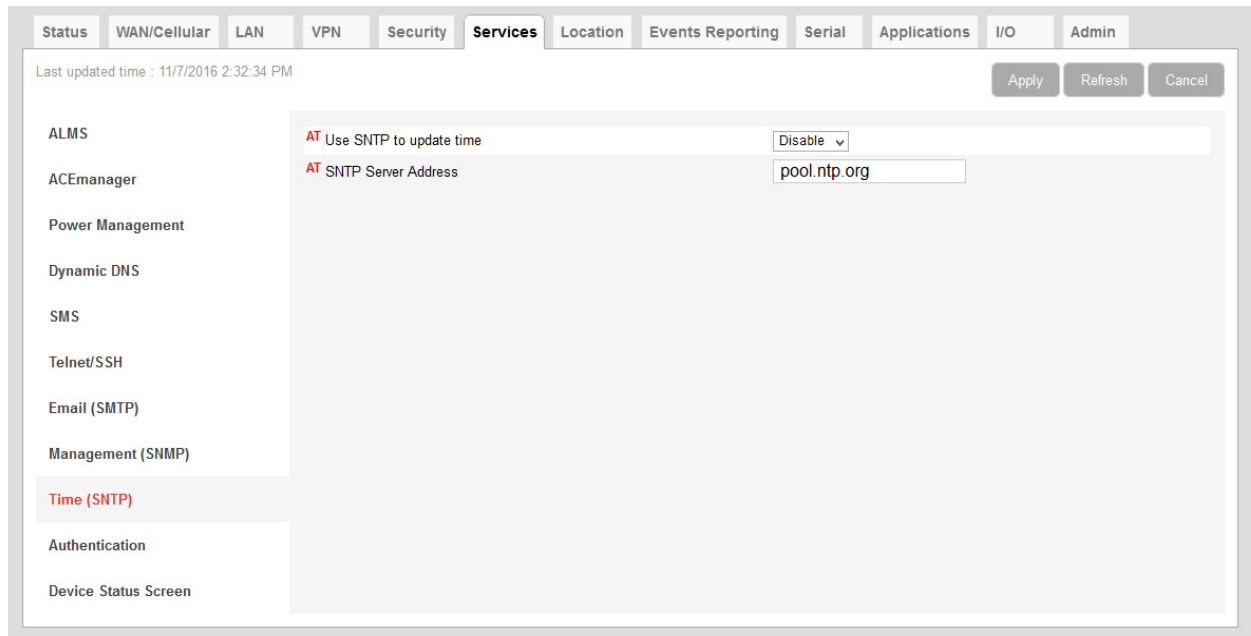 Status WAN/Cellular LAN VPN Security Services Location Events Reporting Serial Applications I/O Admin
Last updated time : 11/7/2016 2:32:34 PM
Apply Refresh Cancel
ALMS
AT Use SNTP to update time Disable
ACEmanager
AT SNTP Server Address pool.ntp.org
Power Management
Dynamic DNS
SMS
Telnet/SSH
Email (SMTP)
Management (SNMP)
Time (SNTP)
Authentication
Device Status Screen